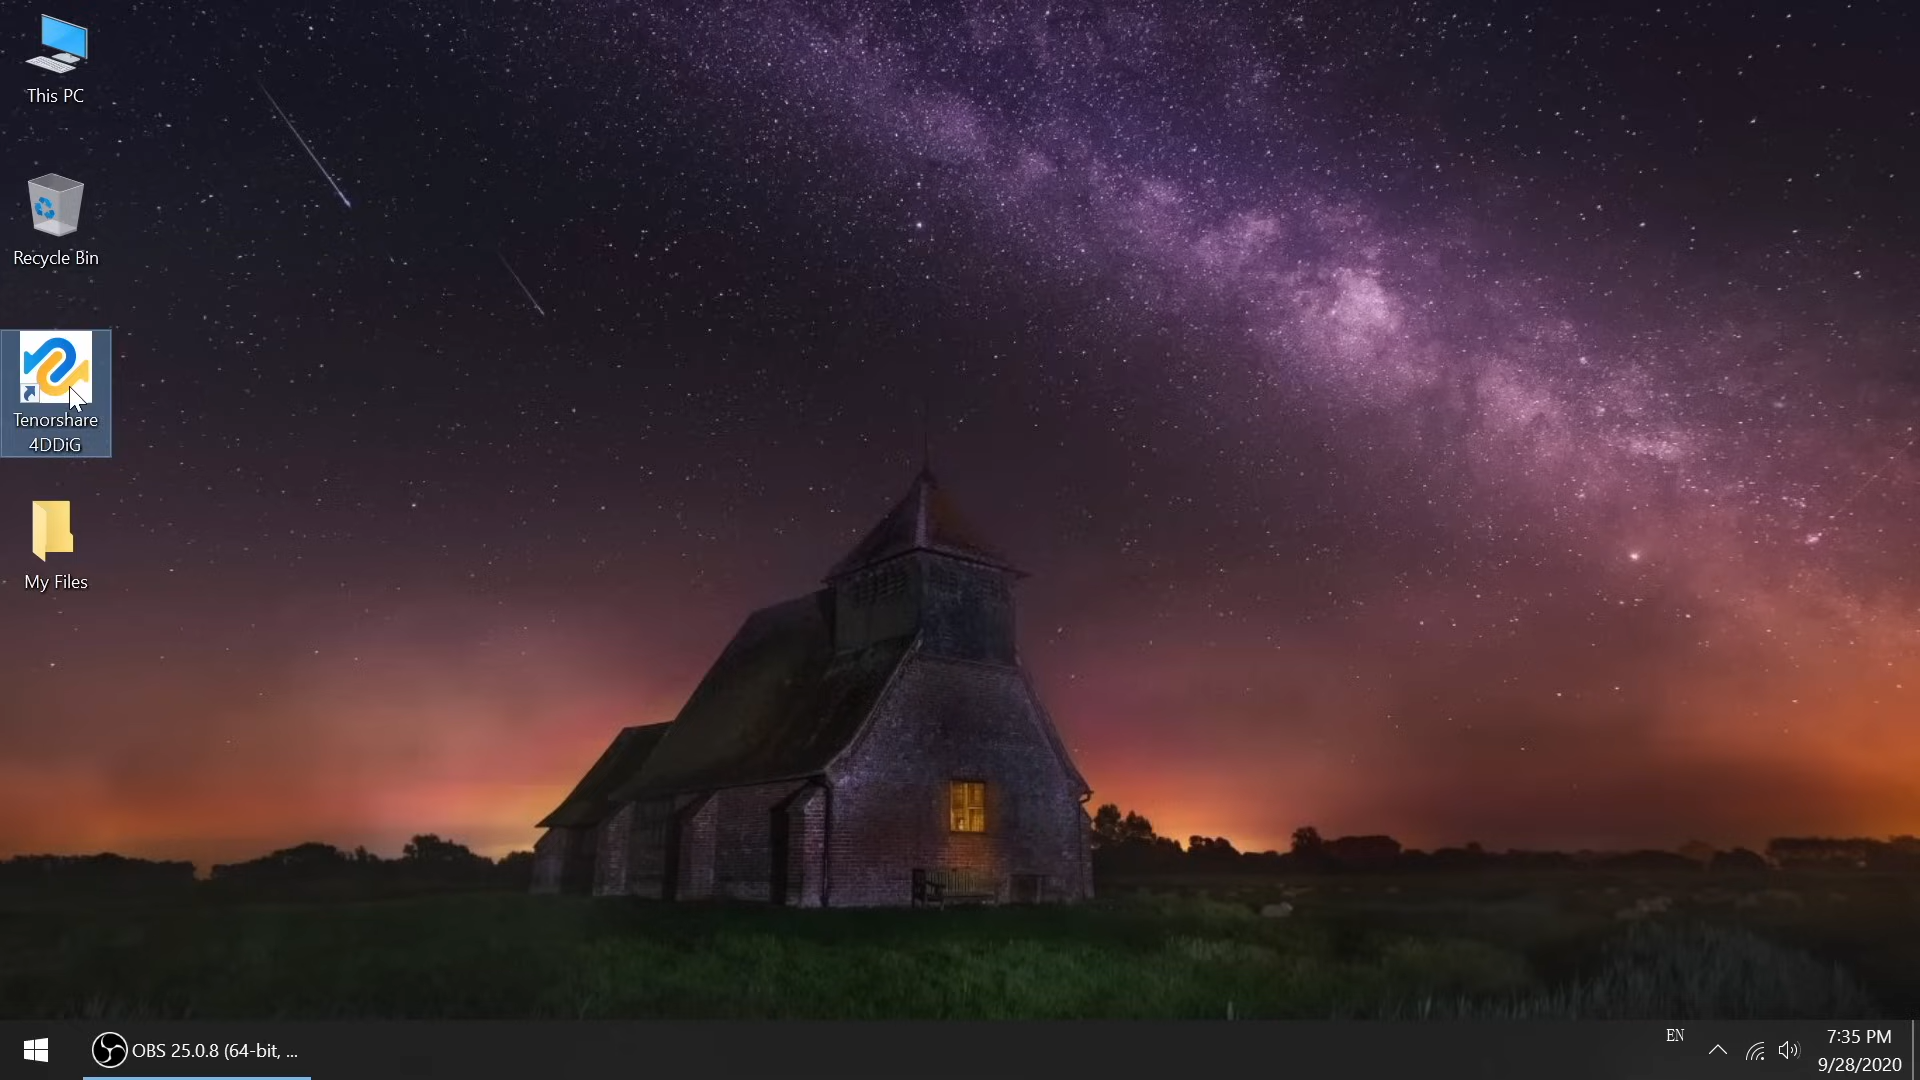 This PC
Recycle Bin
Tenorshare
4DDiG
My Files
OBS 25.0.8 (64-bit, ...
EN
7:35 PM
9/28/2020